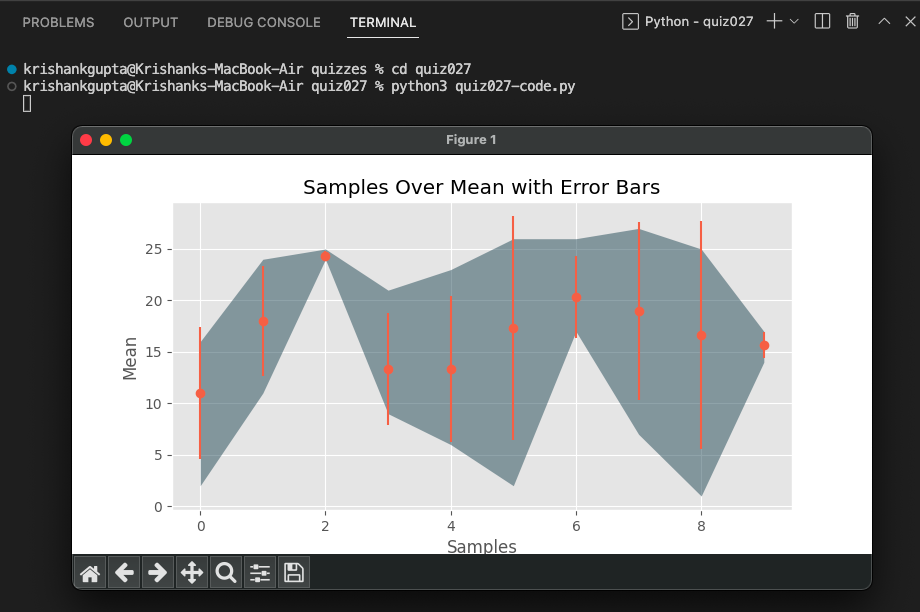 PROBLEMS OUTPUT DEBUG CONSOLE TERMINAL Python - quiz027
krishankgupta@Krishanks-MacBook-Air quizzes % cd quiz027
krishankgupta@Krishanks-MacBook-Air quiz027 % python3 quiz027-code.py
Figure 1
Samples Over Mean with Error Bars
25
20
15
10
5
0
Mean
0 2 4 6 8
Samples